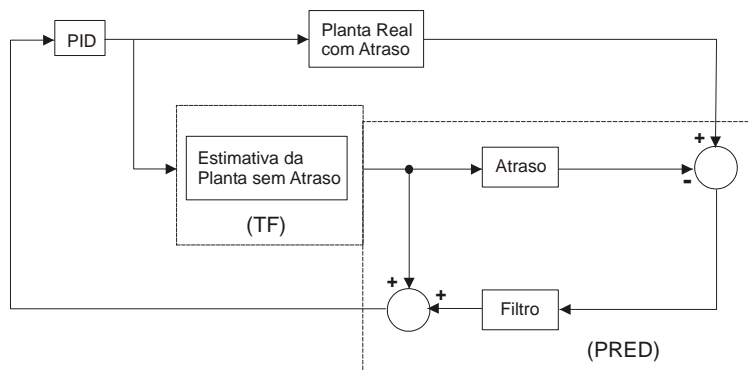 PID
Planta Real
com Atraso
+
Estimativa da
Planta sem Atraso
(TF)
Atraso
-
+
+
Filtro
(PRED)